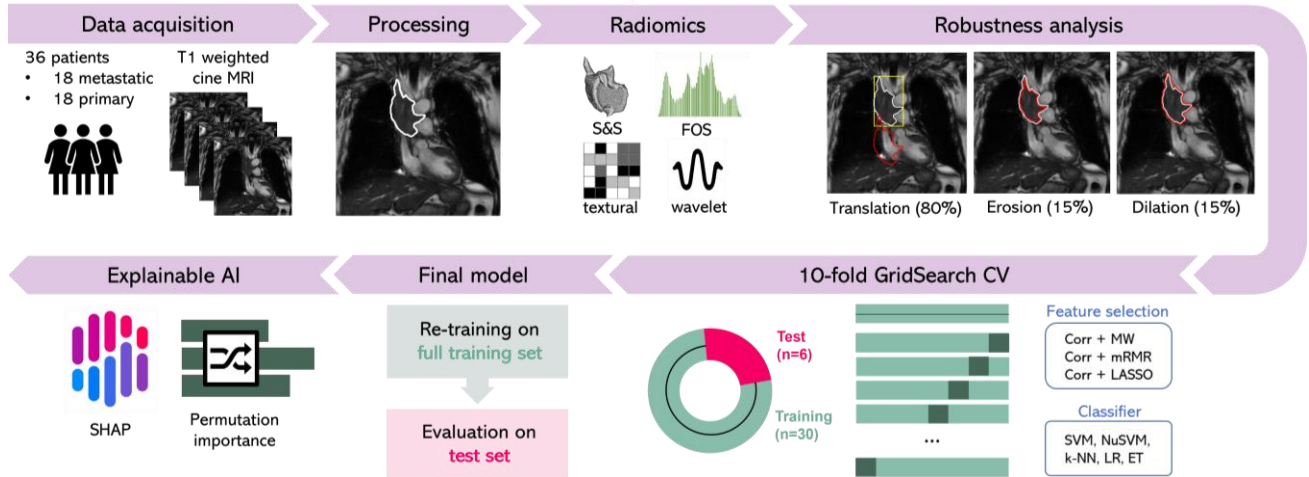 Data acquisition
Processing
Radiomics
Robustness analysis
36 patients
• 18 metastatic
• 18 primary
T1 weighted
cine MRI
S&S
FOS
textural
wavelet
Translation (80%)
Erosion (15%)
Dilation (15%)
Explainable AI
Final model
10-fold GridSearch CV
SHAP
Permutation
importance
Re-training on
full training set
Evaluation on
test set
Test
(n=6)
Training
(n=30)
...
Feature selection
Corr + MW
Corr + mRMR
Corr + LASSO
Classifier
SVM, NuSVM,
k-NN, LR, ET